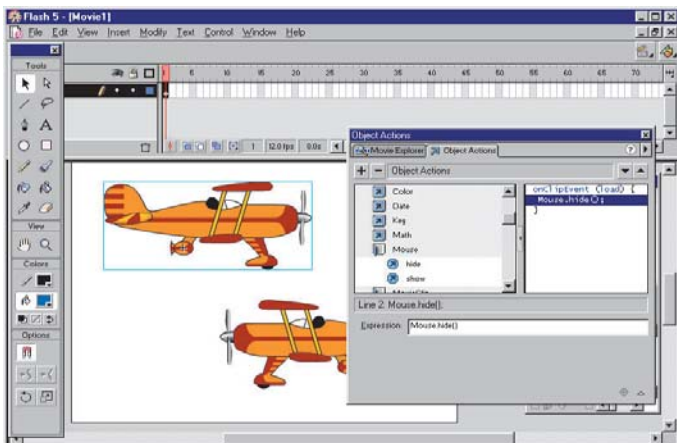 Flash 5 - [Movie1]
File Edit View Insert Modify Text Control Window Help
Tools
A
View
Colors
Options
1 5 10 15 20 25 30 35 40 45 50 55 60 65 70
1 12.0 fps 0.0s
Object Actions
Movie Explorer Object Actions ?
+ - Object Actions
Color
Date
Key
Math
Mouse
hide
show
MovieClip
onClipEvent (load) {
Mouse.hide();
}
Line 2: Mouse.hide();
Expression: Mouse.hide()